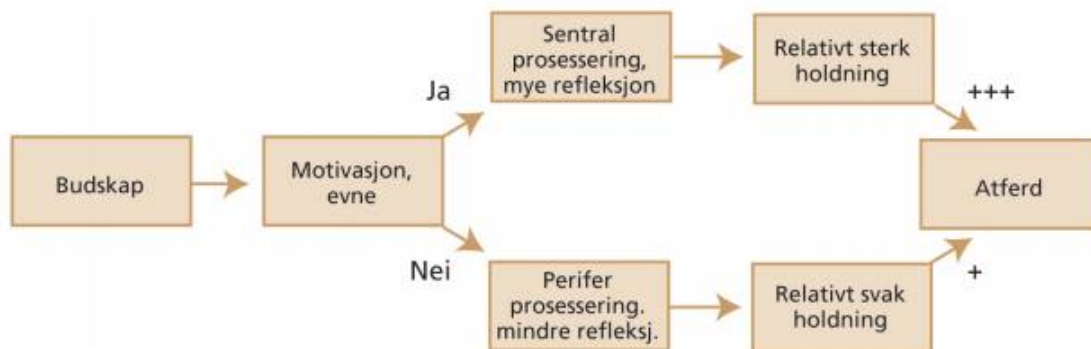 Budskap
Motivasjon,
evne
Ja
Nei
Sentral
prosessering,
mye refleksjon
Relativt sterk
holdning
+++
Perifer
prosessering.
mindre refleksj.
Relativt svak
holdning
+
Atferd